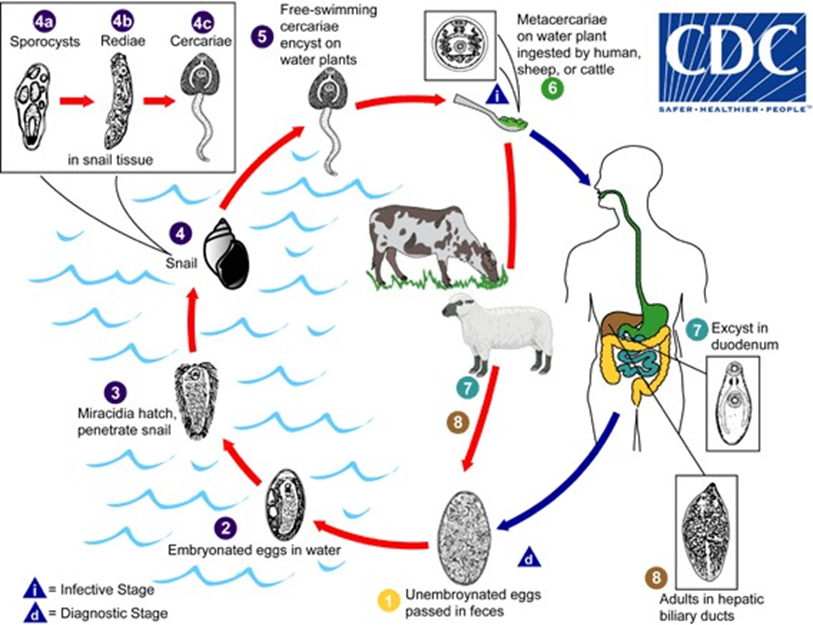 4a
Sporocysts
4b
Rediae
4c
Cercariae
in snail tissue
5
Free-swimming
cercariae
encyst on
water plants
i
Metacercariae
on water plant
ingested by human,
sheep, or cattle
6
CDC
SAFER • HEALTHIER • PEOPLE™
4
Snail
3
Miracidia hatch,
penetrate snail
7
8
7
Excyst in
duodenum
2
Embryonated eggs in water
d
1
Unembroynated eggs
passed in feces
8
Adults in hepatic
biliary ducts
i = Infective Stage
d = Diagnostic Stage